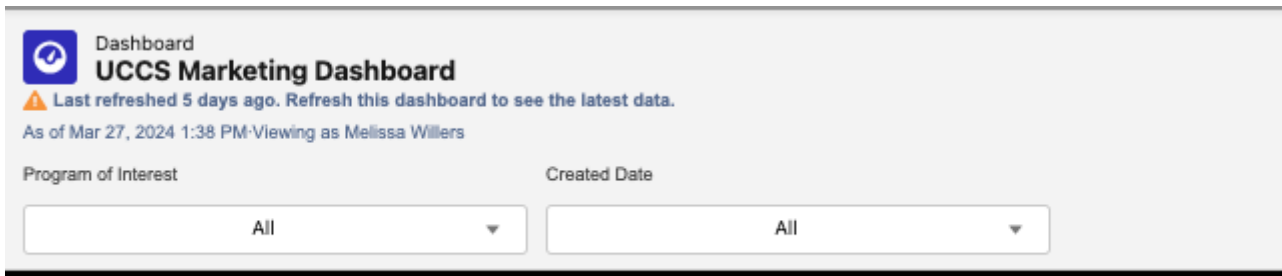 Dashboard
UCCS Marketing Dashboard
Last refreshed 5 days ago. Refresh this dashboard to see the latest data.
As of Mar 27, 2024 1:38 PM·Viewing as Melissa Willers
Program of Interest
Created Date
All
All